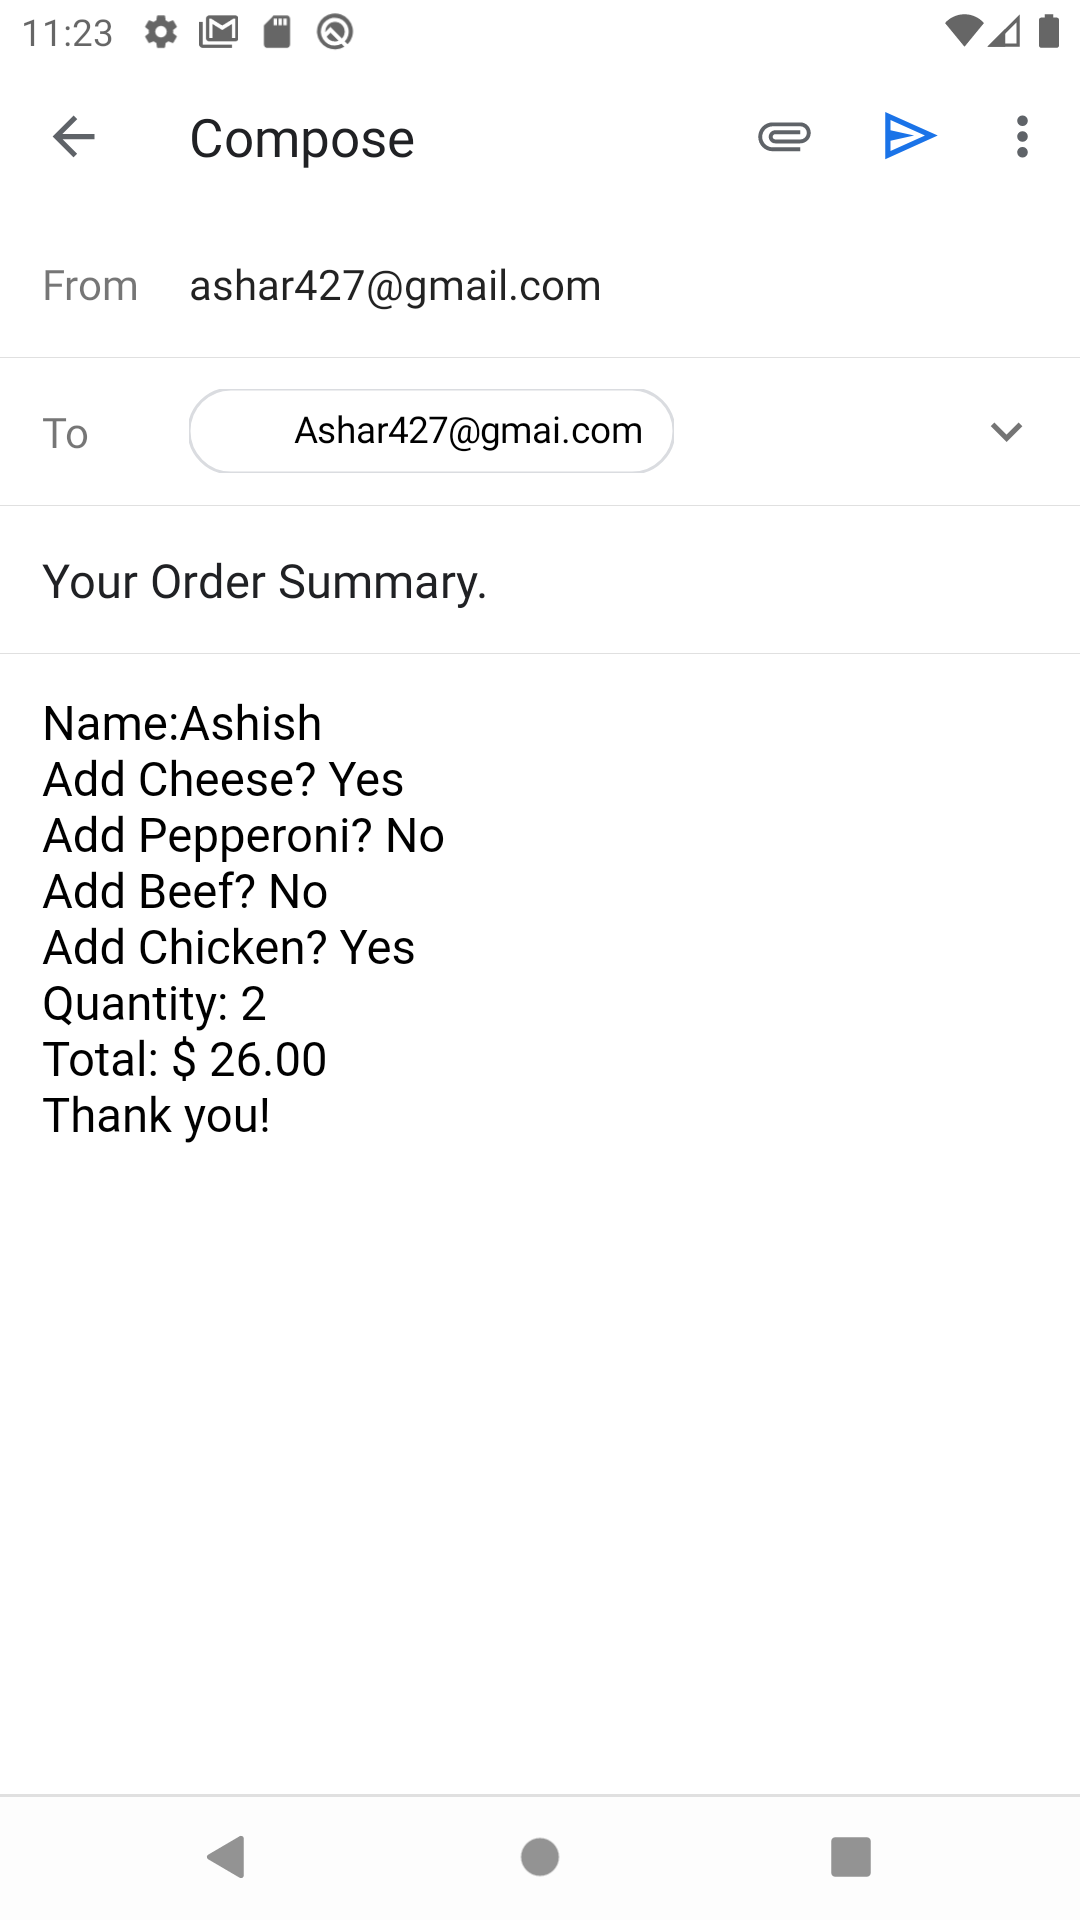 11:23
Compose
From ashar427@gmail.com
To Ashar427@gmai.com
Your Order Summary.
Name:Ashish
Add Cheese? Yes
Add Pepperoni? No
Add Beef? No
Add Chicken? Yes
Quantity: 2
Total: $ 26.00
Thank you!